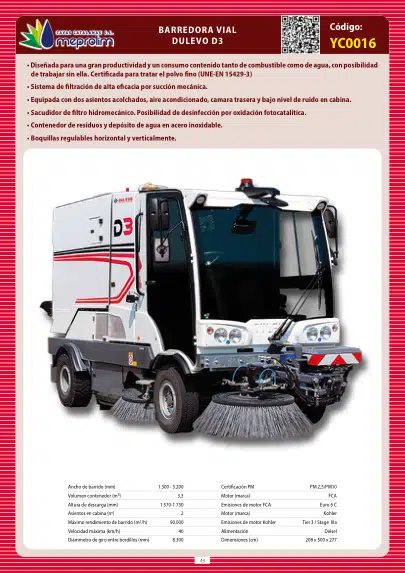 CAYRE CATALANAS S.L.
meprolim
BARREDORA VIAL
DULEVO D3
Código:
YC0016
• Diseñada para una gran productividad y un consumo contenido tanto de combustible como de agua, con posibilidad
de trabajar sin ella. Certificada para tratar el polvo fino (UNE-EN 15429-3)
• Sistema de filtración de alta eficacia por succión mecánica.
• Equipada con dos asientos acolchados, aire acondicionado, camara trasera y bajo nivel de ruido en cabina.
• Sacudidor de filtro hidromecánico. Posibilidad de desinfección por oxidación fotocatalítica.
• Contenedor de residuos y depósito de agua en acero inoxidable.
• Boquillas regulables horizontal y verticalmente.
DULEVO
D3
Ancho de barrido (mm) 1.300 - 3.200
Volumen contenedor (m³) 3,3
Altura de descarga (mm) 1.570-1.730
Asientos en cabina (nº) 2
Máximo rendimiento de barrido (m²/h) 90.000
Velocidad máxima (km/h) 40
Diámmetro de giro entre bordillos (mm) 8.300
Certificación PM PM 2,5/PM10
Motor (marca) FCA
Emisiones de motor FCA Euro 6 C
Motor (marca) Kohler
Emisiones de motor Kohler Tier 3 / Stage IIIa
Alimentación Diésel
Dimensiones (cm) 208 x 500 x 277